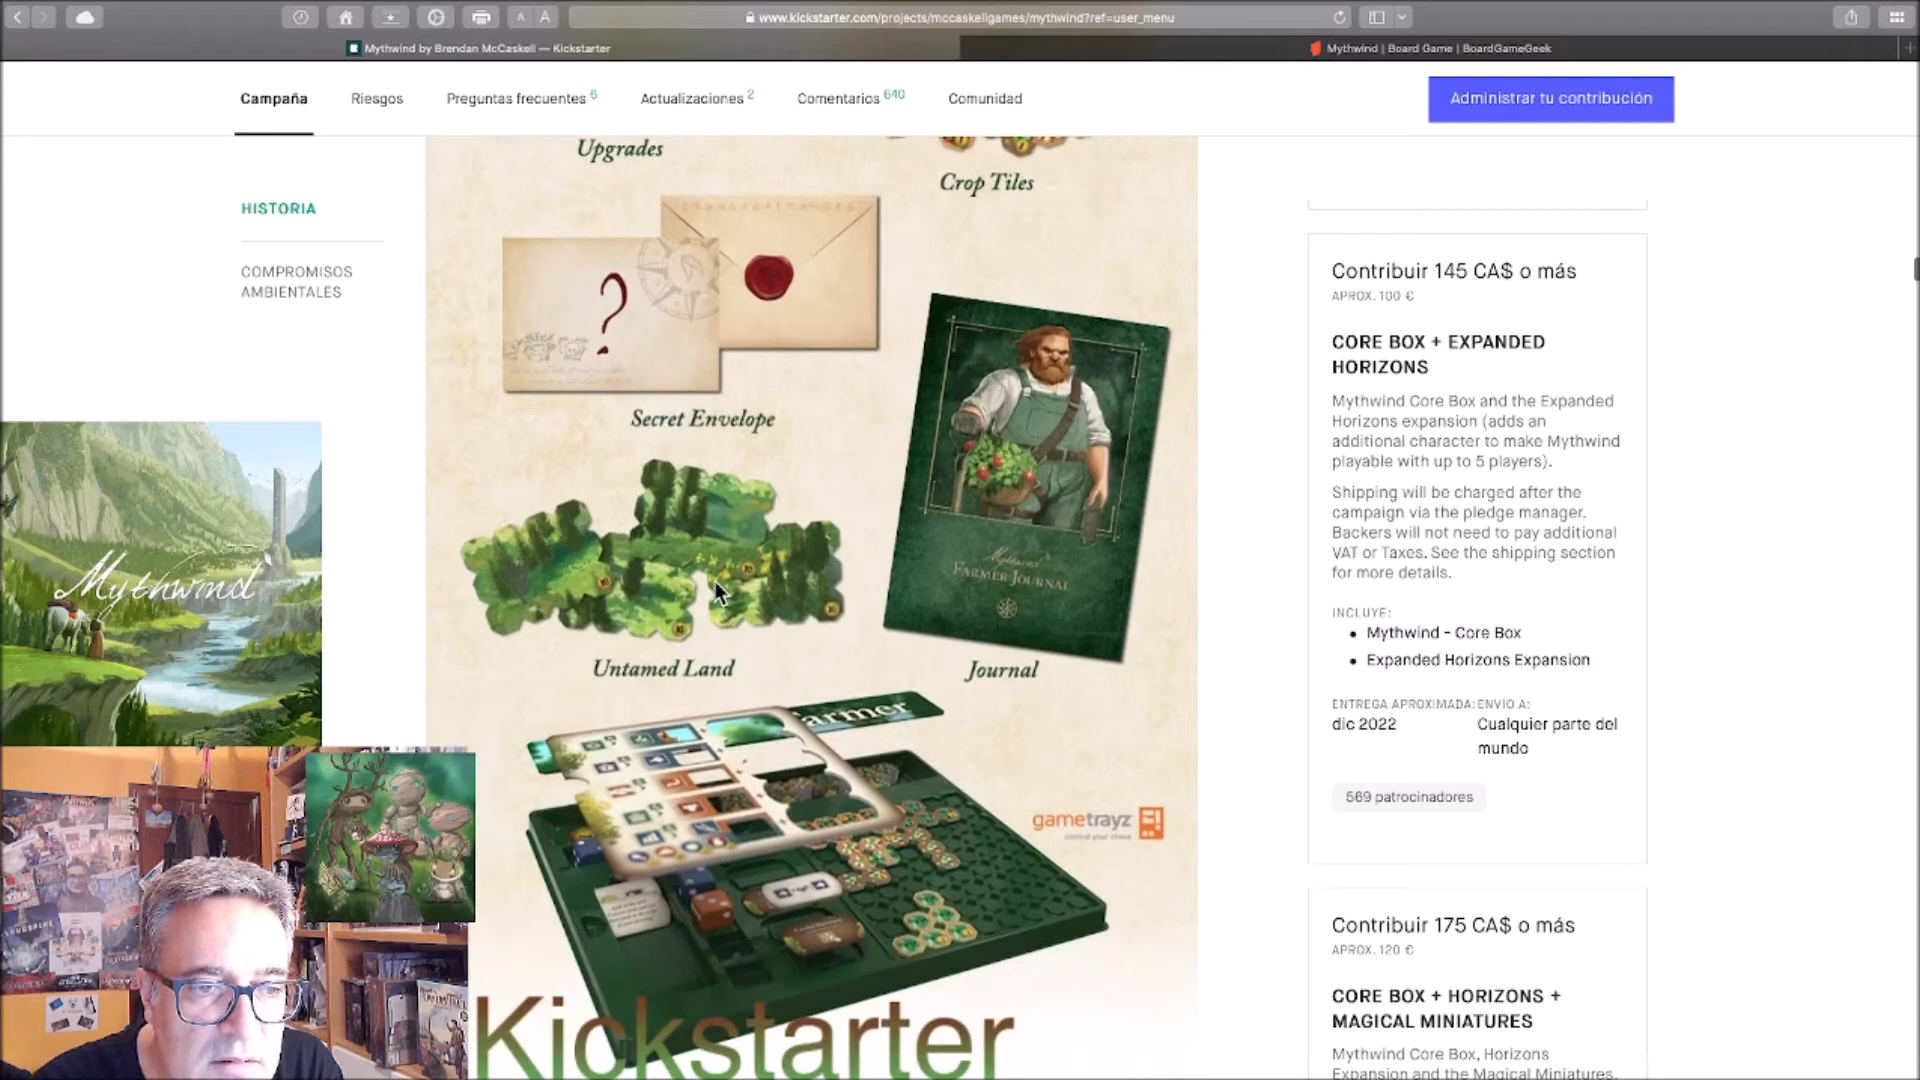 www.kickstarter.com/projects/mccaskellgames/mythwind?ref=user_menu
Mythwind by Brendan McCaskell — Kickstarter
Mythwind | Board Game | BoardGameGeek
Campaña
Riesgos
Preguntas frecuentes 6
Actualizaciones 2
Comentarios 640
Comunidad
Administrar tu contribución
HISTORIA
COMPROMISOS
AMBIENTALES
Upgrades
Crop Tiles
?
Secret Envelope
Mythwind
FARMER JOURNAL
Untamed Land
Journal
Farmer
gametrayz
Kickstarter
Mythwind
Contribuir 145 CA$ o más
APROX. 100 €
CORE BOX + EXPANDED
HORIZONS
Mythwind Core Box and the Expanded
Horizons expansion (adds an
additional character to make Mythwind
playable with up to 5 players).
Shipping will be charged after the
campaign via the pledge manager.
Backers will not need to pay additional
VAT or Taxes. See the shipping section
for more details.
INCLUYE:
Mythwind - Core Box
Expanded Horizons Expansion
ENTREGA APROXIMADA: ENVÍO A:
dic 2022 Cualquier parte del
mundo
569 patrocinadores
Contribuir 175 CA$ o más
APROX. 120 €
CORE BOX + HORIZONS +
MAGICAL MINIATURES
Mythwind Core Box, Horizons
Expansion and the Magical Miniatures.